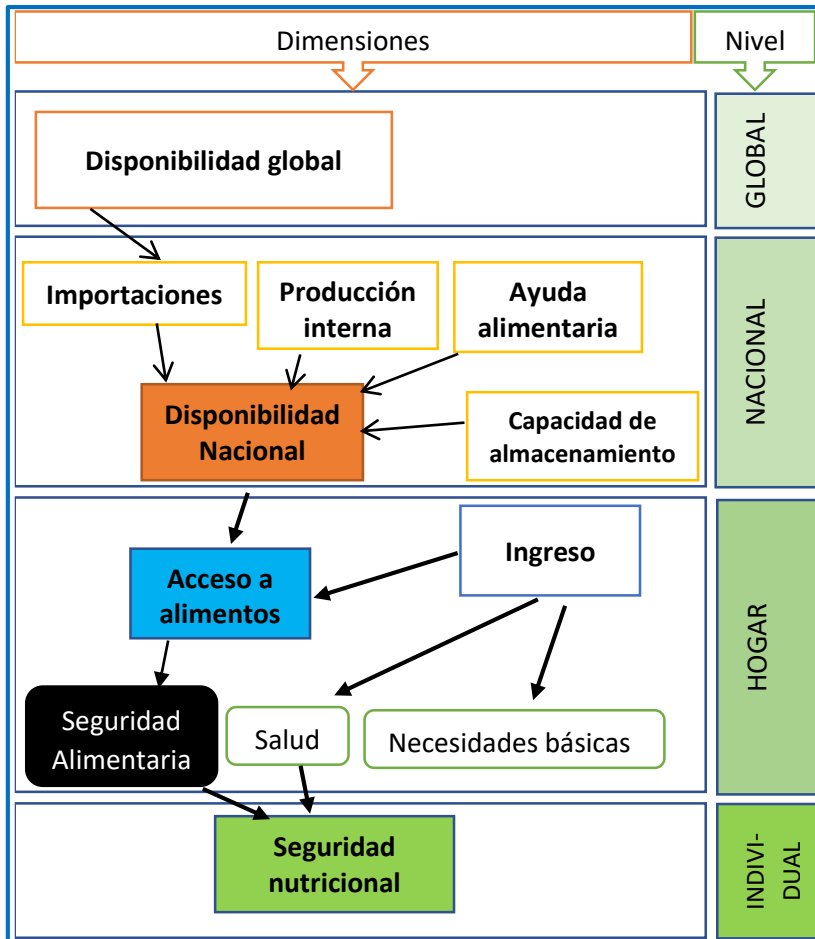 Dimensiones
Nivel
Disponibilidad global
GLOBAL
Importaciones
Producción
interna
Ayuda
alimentaria
Disponibilidad
Nacional
Capacidad de
almacenamiento
NACIONAL
Acceso a
alimentos
Ingreso
Seguridad
Alimentaria
Salud
Necesidades básicas
HOGAR
Seguridad
nutricional
INDIVI-
DUAL